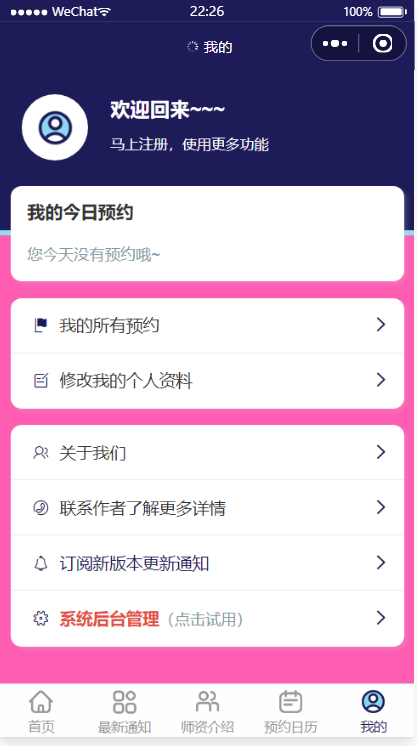 WeChat 22:26 100%
我的
欢迎回来~~~
马上注册，使用更多功能
我的今日预约
您今天没有预约哦~
我的所有预约
修改我的个人资料
关于我们
联系作者了解更多详情
订阅新版本更新通知
系统后台管理（点击试用）
首页 最新通知 师资介绍 预约日历 我的